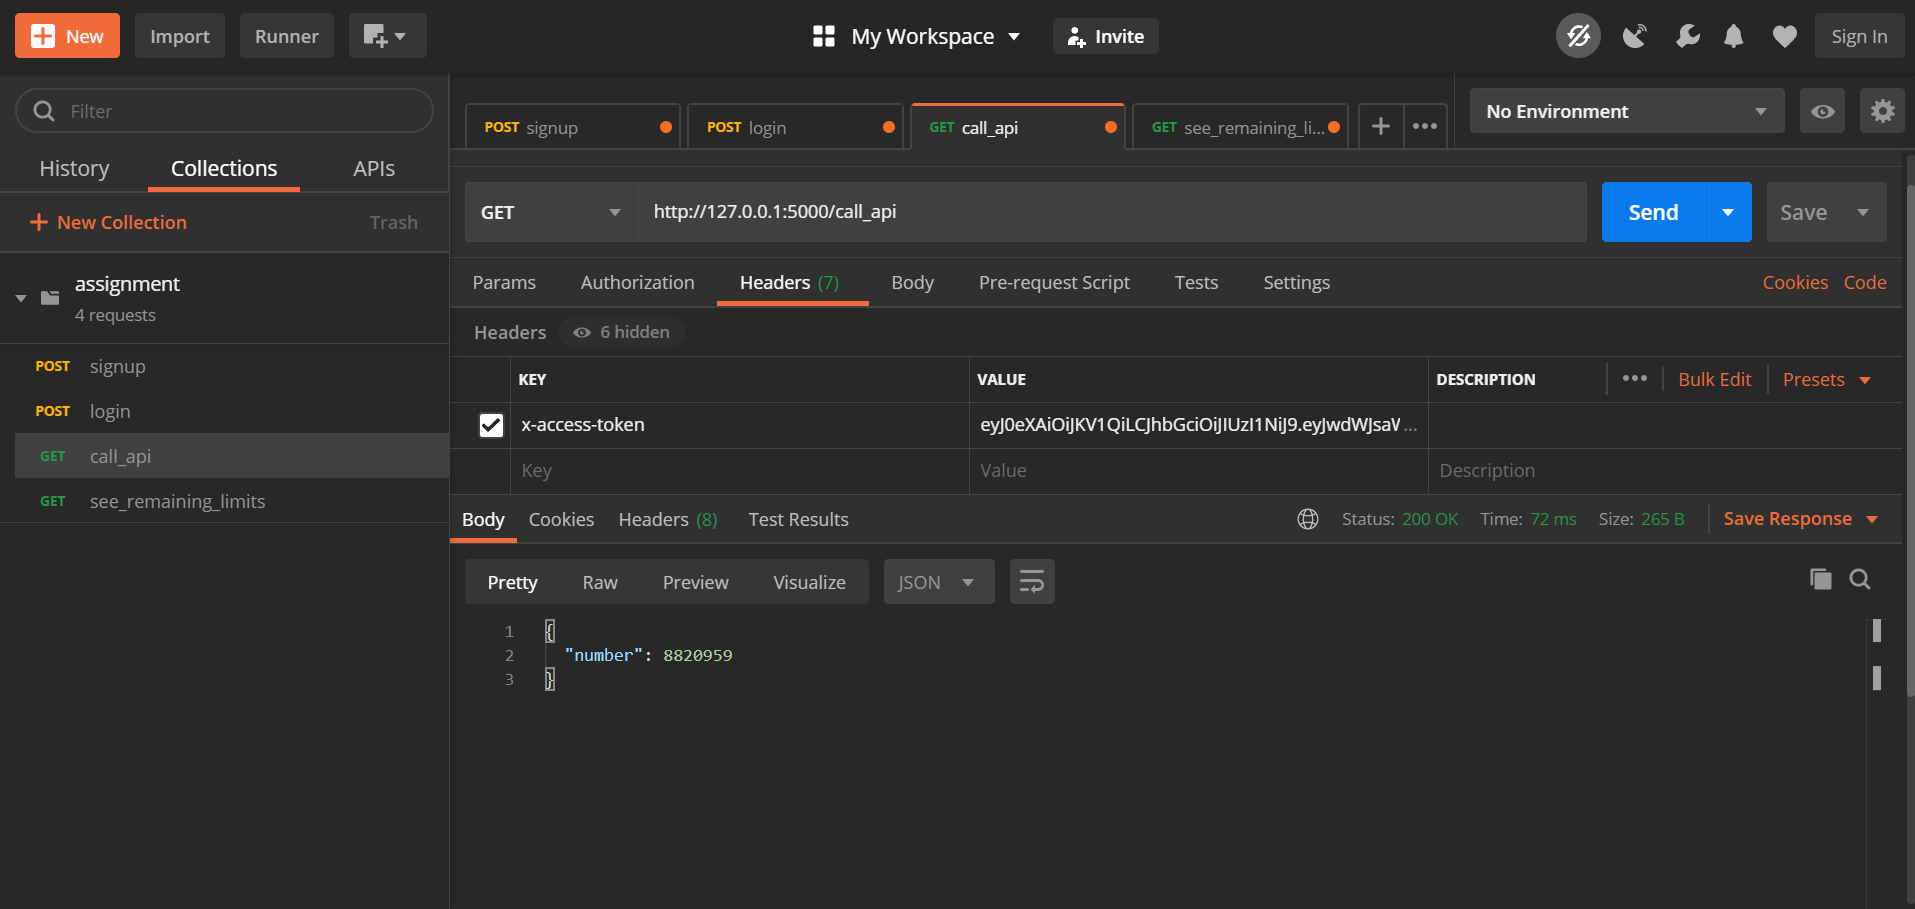 New
Import
Runner
My Workspace
Invite
Sign In
Filter
History
Collections
APIs
New Collection
Trash
assignment
4 requests
POST signup
POST login
GET call_api
GET see_remaining_limits
POST signup
POST login
GET call_api
GET see_remaining_li...
No Environment
GET
http://127.0.0.1:5000/call_api
Send
Save
Params
Authorization
Headers (7)
Body
Pre-request Script
Tests
Settings
Cookies
Code
Headers
6 hidden
KEY
VALUE
DESCRIPTION
Bulk Edit
Presets
x-access-token
eyJ0eXAiOiJKV1QiLCJhbGciOiJIUzI1NiJ9.eyJwdWJsaV...
Key
Value
Description
Body
Cookies
Headers (8)
Test Results
Status: 200 OK
Time: 72 ms
Size: 265 B
Save Response
Pretty
Raw
Preview
Visualize
JSON
1 {
2 "number": 8820959
3 }